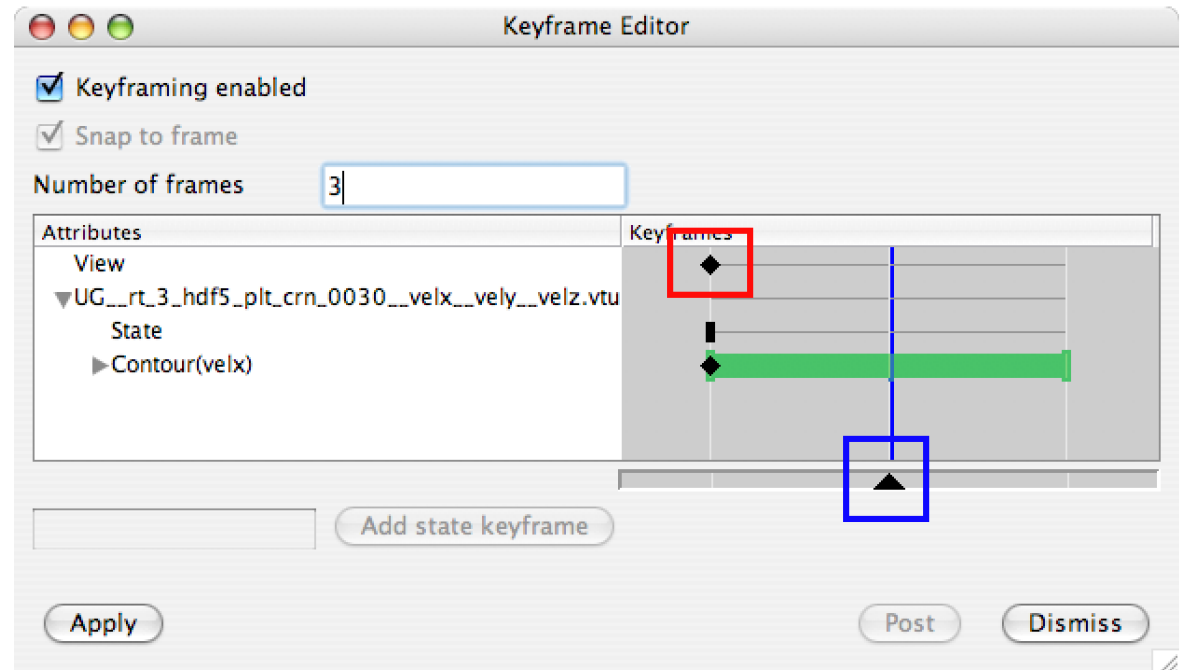 Keyframe Editor
Keyframing enabled
Snap to frame
Number of frames 3
Attributes Keyframes
View
UG__rt_3_hdf5_plt_crn_0030__velx__vely__velz.vtu
State
Contour(velx)
Add state keyframe
Apply Post Dismiss